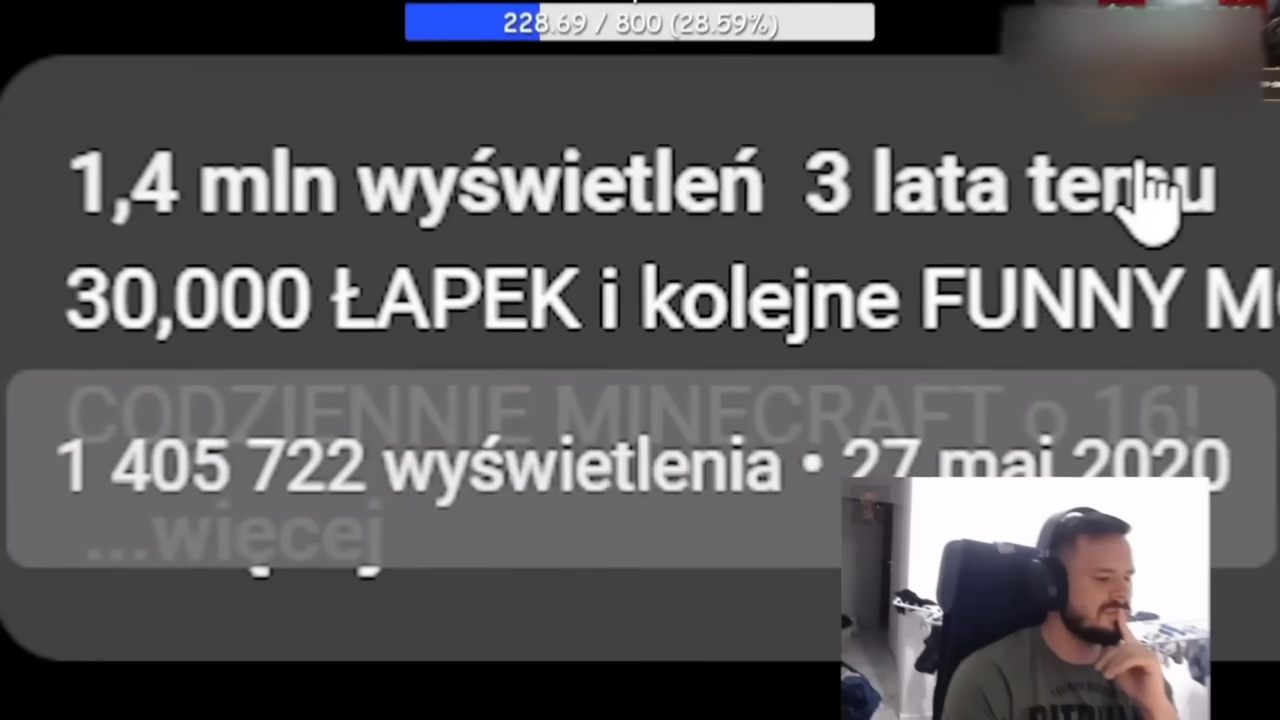 228.69 / 800 (28.59%)
1,4 mln wyświetleń 3 lata temu
30,000 ŁAPEK i kolejne FUNNY
CODZIENNIE MINECRAFT o 16!
1 405 722 wyświetlenia • 27 maj 2020
...więcej